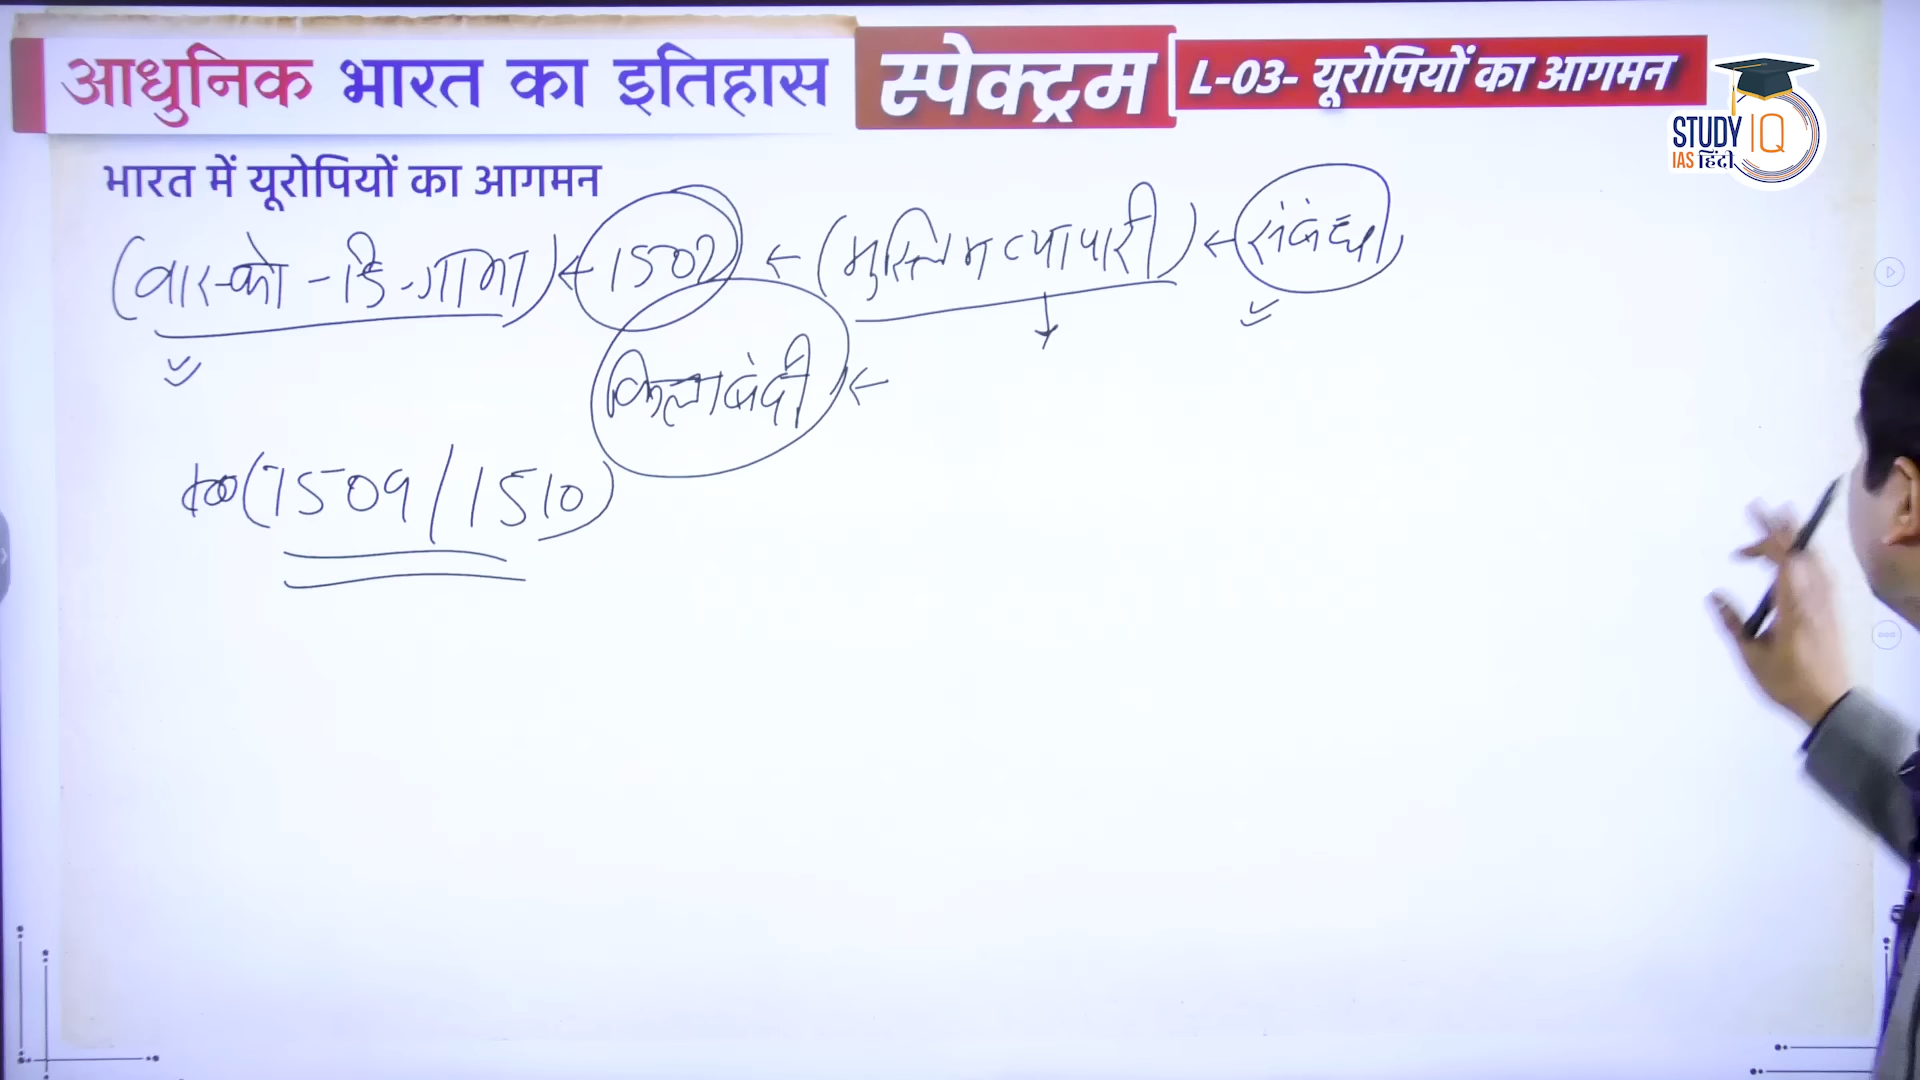 आधुनिक भारत का इतिहास स्पेक्ट्रम L-03- यूरोपियों का आगमन
STUDY IQ
IAS हिंदी
भारत में यूरोपियों का आगमन
(वास्को-डि-गामा) ← 1502 ← (मुस्लिम व्यापारी) ← संबंध
किलाबंदी ←
(1509/1510)